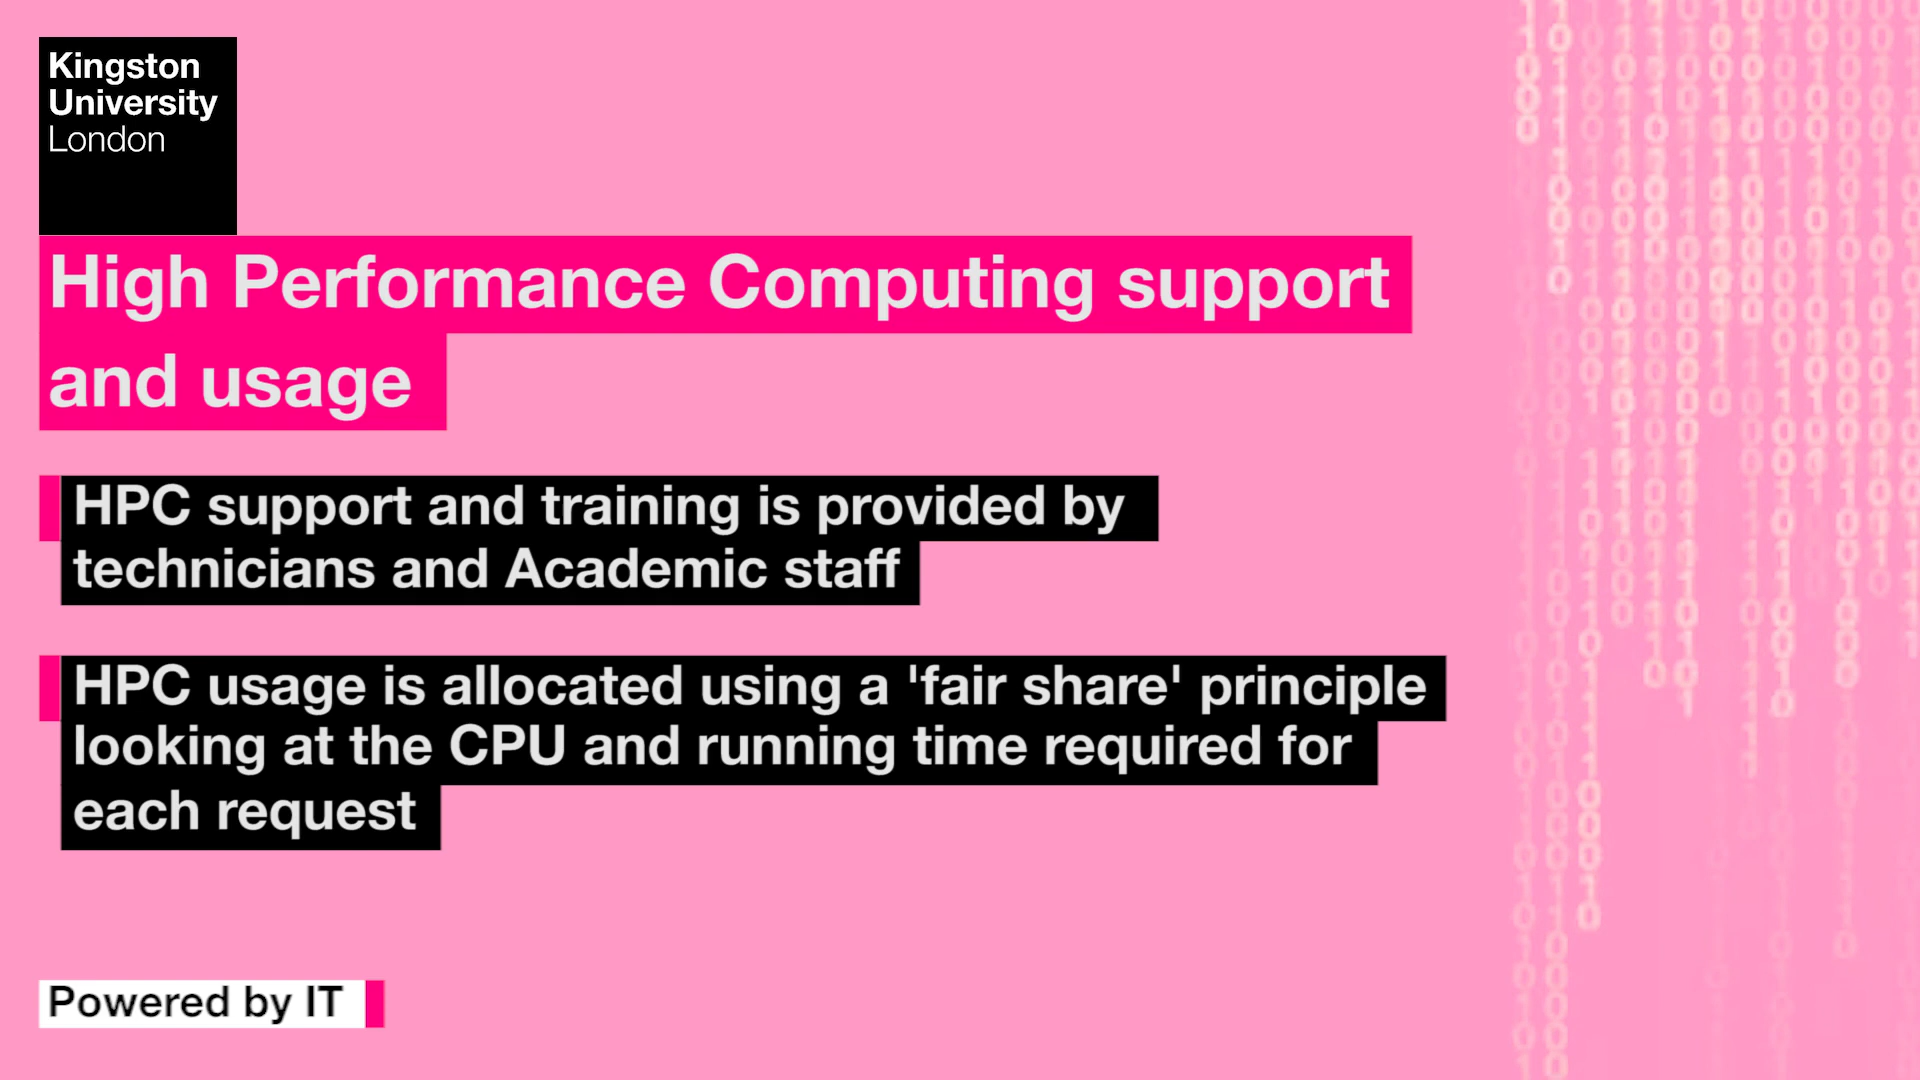 Kingston
University
London
High Performance Computing support
and usage
HPC support and training is provided by
technicians and Academic staff
HPC usage is allocated using a 'fair share' principle
looking at the CPU and running time required for
each request
Powered by IT